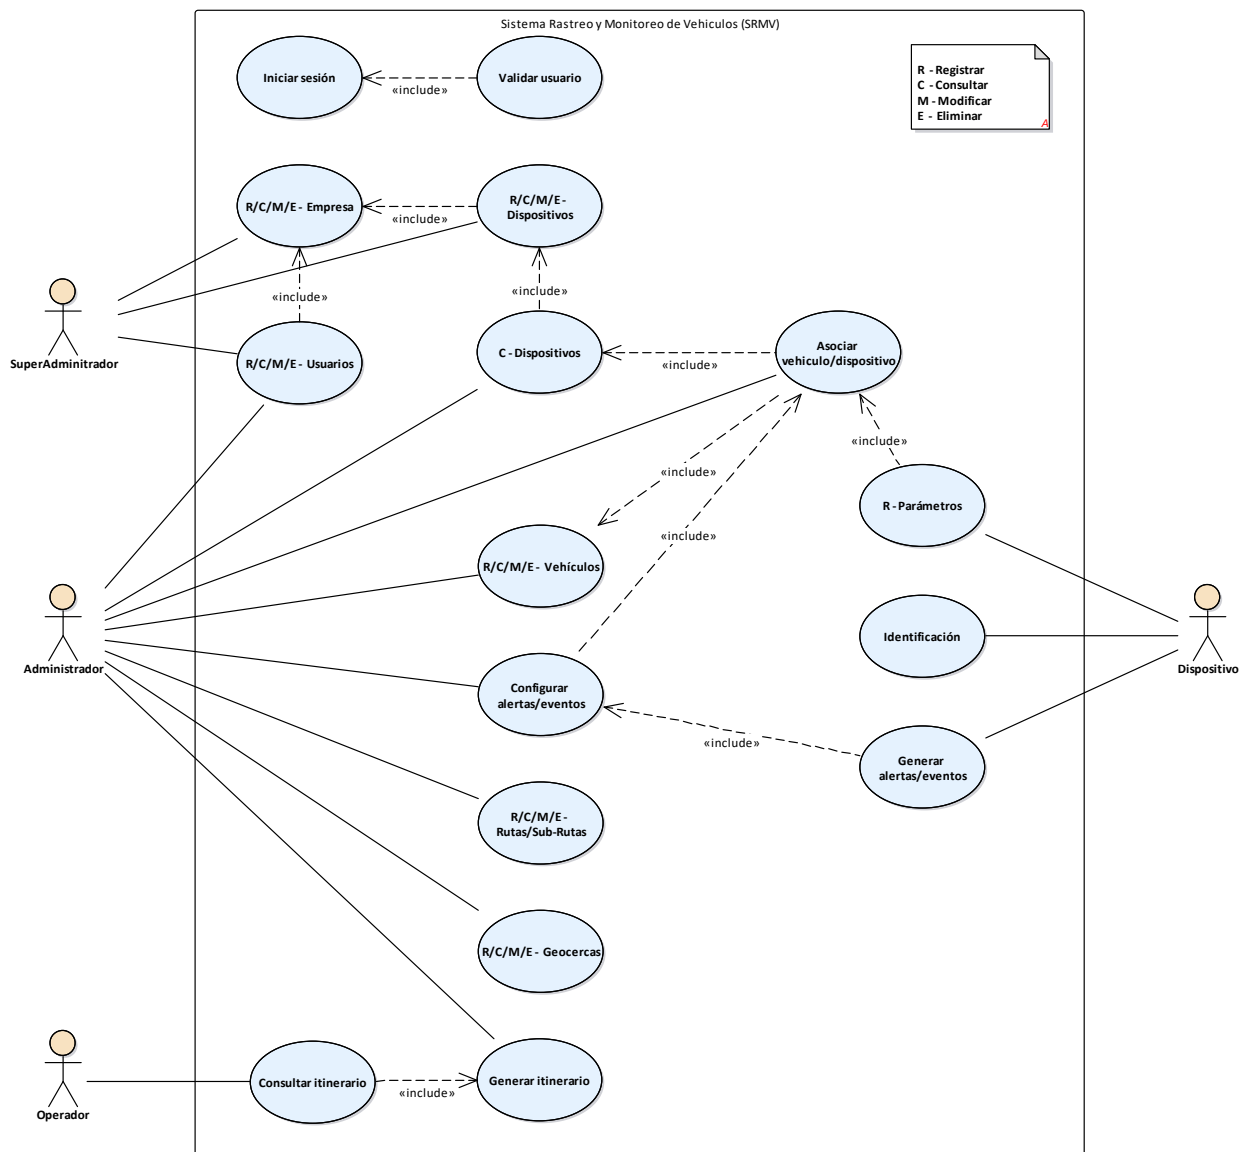 Sistema Rastreo y Monitoreo de Vehiculos (SRMV)
R - Registrar
C - Consultar
M - Modificar
E - Eliminar
A
Iniciar sesión
«include»
Validar usuario
R/C/M/E - Empresa
«include»
R/C/M/E -
Dispositivos
«include»
«include»
SuperAdminitrador
R/C/M/E - Usuarios
C - Dispositivos
«include»
Asociar
vehiculo/dispositivo
«include»
«include»
«include»
R - Parámetros
R/C/M/E - Vehículos
Identificación
Administrador
Dispositivo
Configurar
alertas/eventos
«include»
Generar
alertas/eventos
R/C/M/E -
Rutas/Sub-Rutas
R/C/M/E - Geocercas
Operador
Consultar itinerario
«include»
Generar itinerario